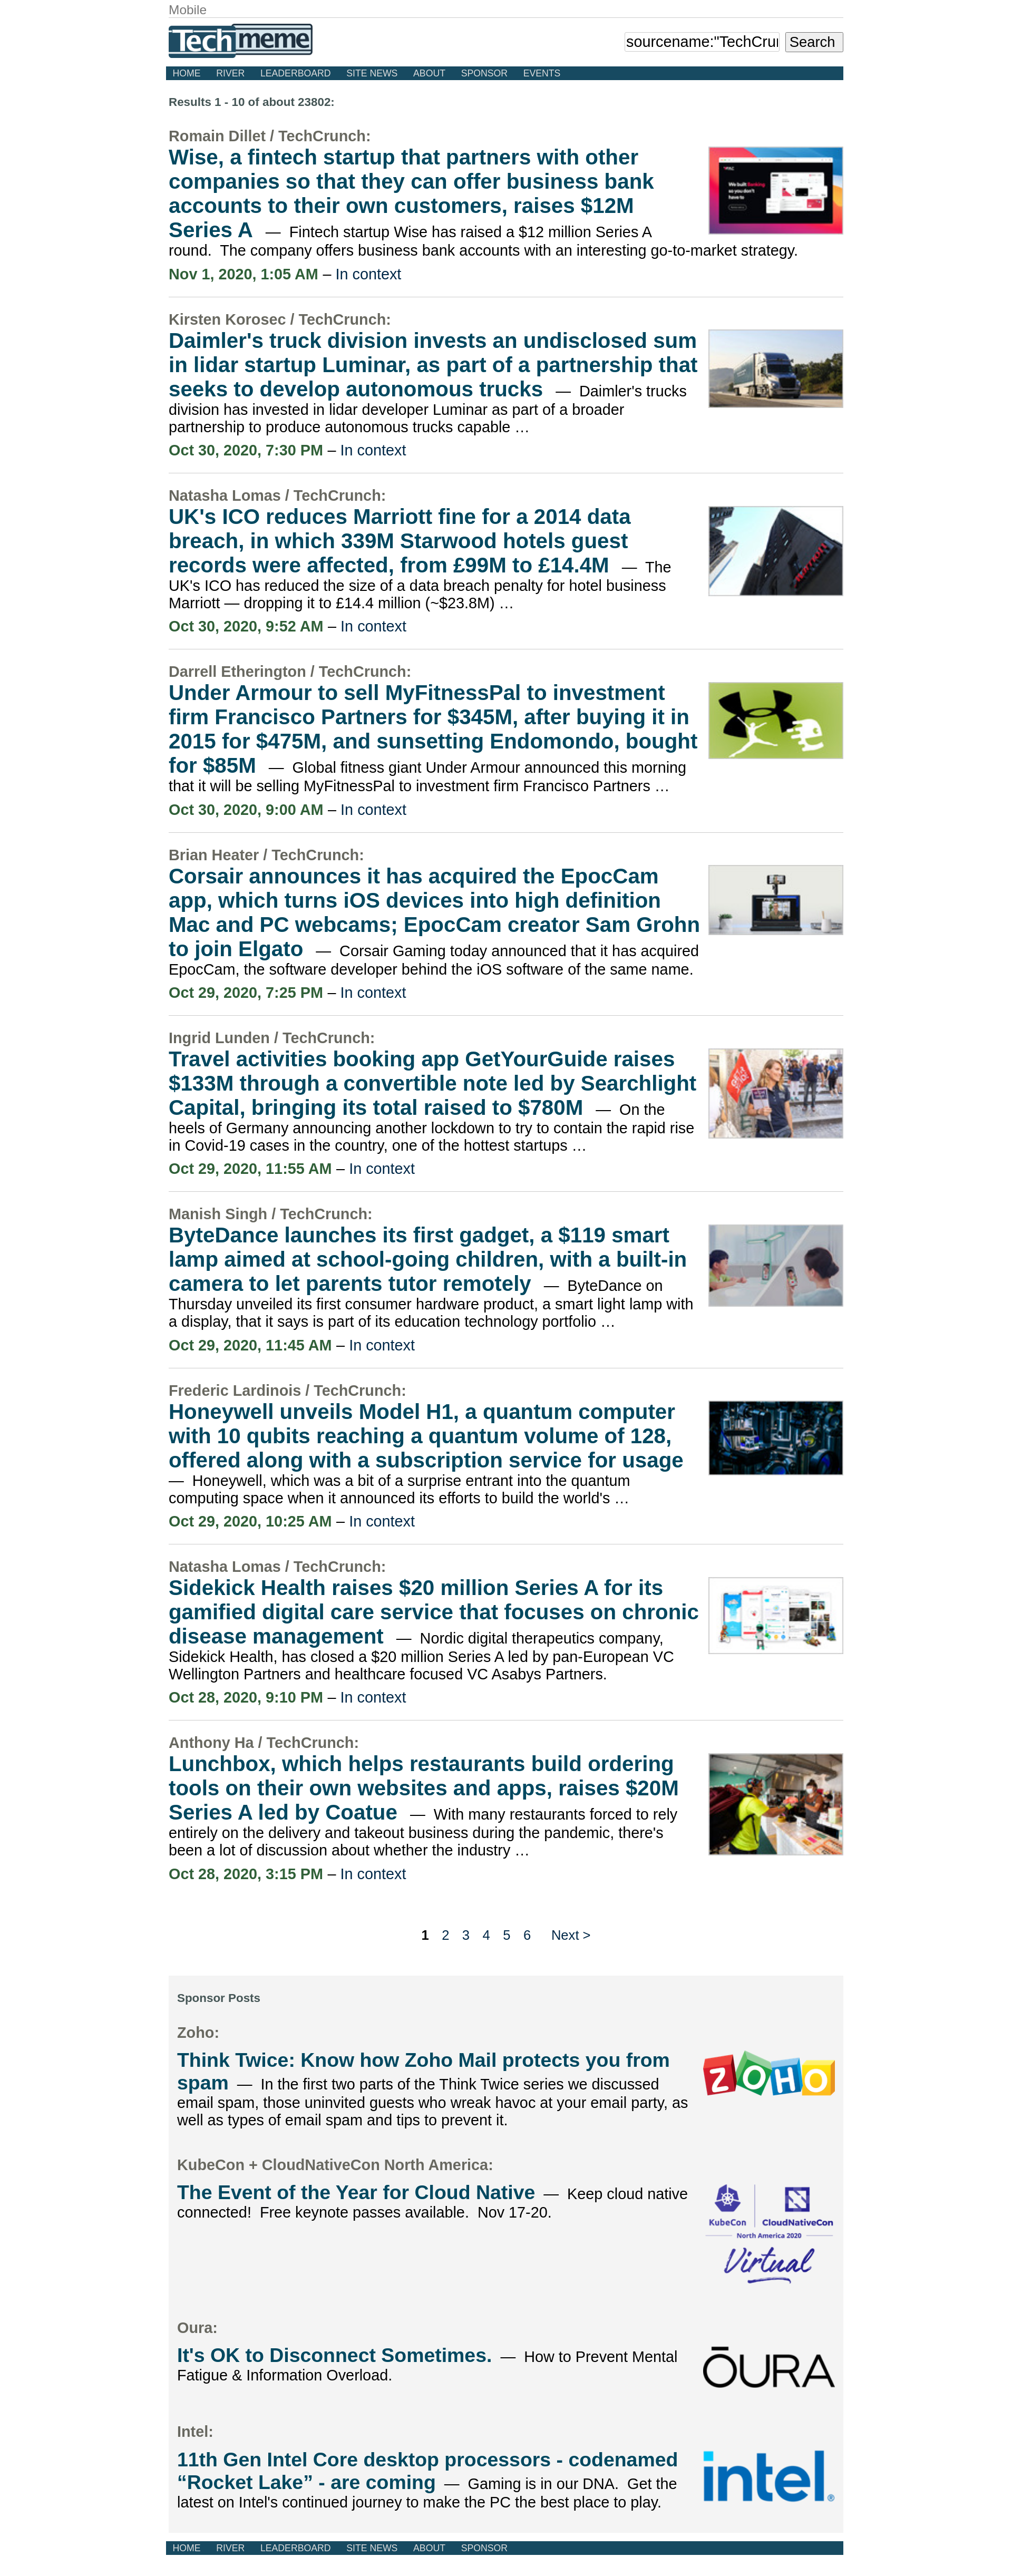 Mobile
Techmeme
sourcename:"TechCrun
Search
HOME RIVER LEADERBOARD SITE NEWS ABOUT SPONSOR EVENTS
Results 1 - 10 of about 23802:
Romain Dillet / TechCrunch:
Wise, a fintech startup that partners with other
companies so that they can offer business bank
accounts to their own customers, raises $12M
Series A — Fintech startup Wise has raised a $12 million Series A
round. The company offers business bank accounts with an interesting go-to-market strategy.
Nov 1, 2020, 1:05 AM – In context
Kirsten Korosec / TechCrunch:
Daimler's truck division invests an undisclosed sum
in lidar startup Luminar, as part of a partnership that
seeks to develop autonomous trucks — Daimler's trucks
division has invested in lidar developer Luminar as part of a broader
partnership to produce autonomous trucks capable …
Oct 30, 2020, 7:30 PM – In context
Natasha Lomas / TechCrunch:
UK's ICO reduces Marriott fine for a 2014 data
breach, in which 339M Starwood hotels guest
records were affected, from £99M to £14.4M — The
UK's ICO has reduced the size of a data breach penalty for hotel business
Marriott — dropping it to £14.4 million (~$23.8M) …
Oct 30, 2020, 9:52 AM – In context
Darrell Etherington / TechCrunch:
Under Armour to sell MyFitnessPal to investment
firm Francisco Partners for $345M, after buying it in
2015 for $475M, and sunsetting Endomondo, bought
for $85M — Global fitness giant Under Armour announced this morning
that it will be selling MyFitnessPal to investment firm Francisco Partners …
Oct 30, 2020, 9:00 AM – In context
Brian Heater / TechCrunch:
Corsair announces it has acquired the EpocCam
app, which turns iOS devices into high definition
Mac and PC webcams; EpocCam creator Sam Grohn
to join Elgato — Corsair Gaming today announced that it has acquired
EpocCam, the software developer behind the iOS software of the same name.
Oct 29, 2020, 7:25 PM – In context
Ingrid Lunden / TechCrunch:
Travel activities booking app GetYourGuide raises
$133M through a convertible note led by Searchlight
Capital, bringing its total raised to $780M — On the
heels of Germany announcing another lockdown to try to contain the rapid rise
in Covid-19 cases in the country, one of the hottest startups …
Oct 29, 2020, 11:55 AM – In context
Manish Singh / TechCrunch:
ByteDance launches its first gadget, a $119 smart
lamp aimed at school-going children, with a built-in
camera to let parents tutor remotely — ByteDance on
Thursday unveiled its first consumer hardware product, a smart light lamp with
a display, that it says is part of its education technology portfolio …
Oct 29, 2020, 11:45 AM – In context
Frederic Lardinois / TechCrunch:
Honeywell unveils Model H1, a quantum computer
with 10 qubits reaching a quantum volume of 128,
offered along with a subscription service for usage
— Honeywell, which was a bit of a surprise entrant into the quantum
computing space when it announced its efforts to build the world's …
Oct 29, 2020, 10:25 AM – In context
Natasha Lomas / TechCrunch:
Sidekick Health raises $20 million Series A for its
gamified digital care service that focuses on chronic
disease management — Nordic digital therapeutics company,
Sidekick Health, has closed a $20 million Series A led by pan-European VC
Wellington Partners and healthcare focused VC Asabys Partners.
Oct 28, 2020, 9:10 PM – In context
Anthony Ha / TechCrunch:
Lunchbox, which helps restaurants build ordering
tools on their own websites and apps, raises $20M
Series A led by Coatue — With many restaurants forced to rely
entirely on the delivery and takeout business during the pandemic, there's
been a lot of discussion about whether the industry …
Oct 28, 2020, 3:15 PM – In context
1 2 3 4 5 6 Next >
Sponsor Posts
Zoho:
Think Twice: Know how Zoho Mail protects you from
spam — In the first two parts of the Think Twice series we discussed
email spam, those uninvited guests who wreak havoc at your email party, as
well as types of email spam and tips to prevent it.
ZOHO
KubeCon + CloudNativeCon North America:
The Event of the Year for Cloud Native — Keep cloud native
connected! Free keynote passes available. Nov 17-20.
KubeCon CloudNativeCon
North America 2020
Virtual
Oura:
It's OK to Disconnect Sometimes. — How to Prevent Mental
Fatigue & Information Overload.
ŌURA
Intel:
11th Gen Intel Core desktop processors - codenamed
“Rocket Lake” - are coming — Gaming is in our DNA. Get the
latest on Intel's continued journey to make the PC the best place to play.
intel®
HOME RIVER LEADERBOARD SITE NEWS ABOUT SPONSOR